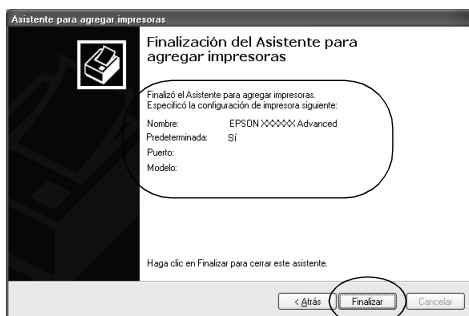 Asistente para agregar impresoras
Finalización del Asistente para
agregar impresoras
Finalizó el Asistente para agregar impresoras.
Especificó la configuración de impresora siguiente:
Nombre: EPSON XXXXXX Advanced
Predeterminada: Sí
Puerto:
Modelo:
Haga clic en Finalizar para cerrar este asistente.
< Atrás Finalizar Cancelar